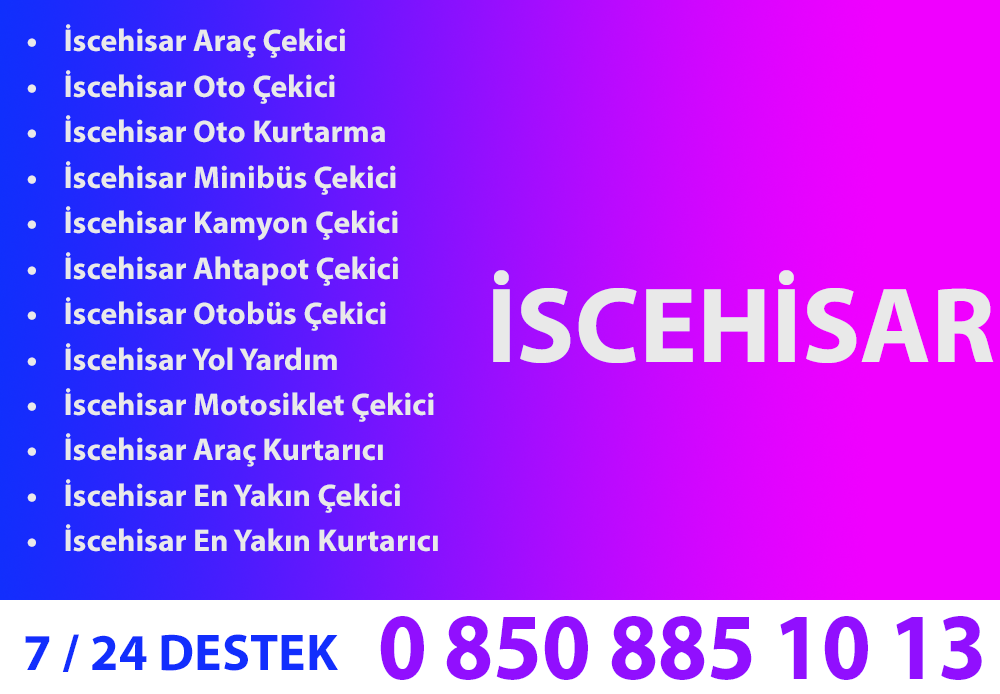 • İscehisar Araç Çekici
• İscehisar Oto Çekici
• İscehisar Oto Kurtarma
• İscehisar Minibüs Çekici
• İscehisar Kamyon Çekici
• İscehisar Ahtapot Çekici
• İscehisar Otobüs Çekici
• İscehisar Yol Yardım
• İscehisar Motosiklet Çekici
• İscehisar Araç Kurtarıcı
• İscehisar En Yakın Çekici
• İscehisar En Yakın Kurtarıcı
İSCEHİSAR
7 / 24 DESTEK 0 850 885 10 13